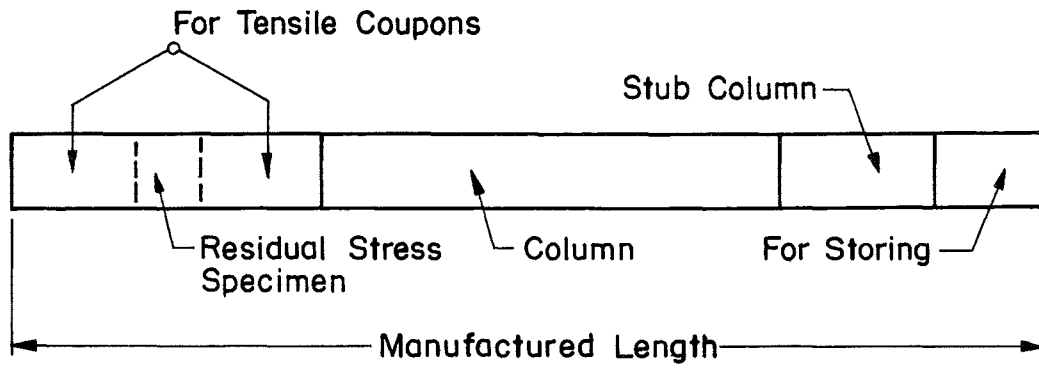 For Tensile Coupons
Stub Column
Residual Stress
Specimen
Column
For Storing
Manufactured Length